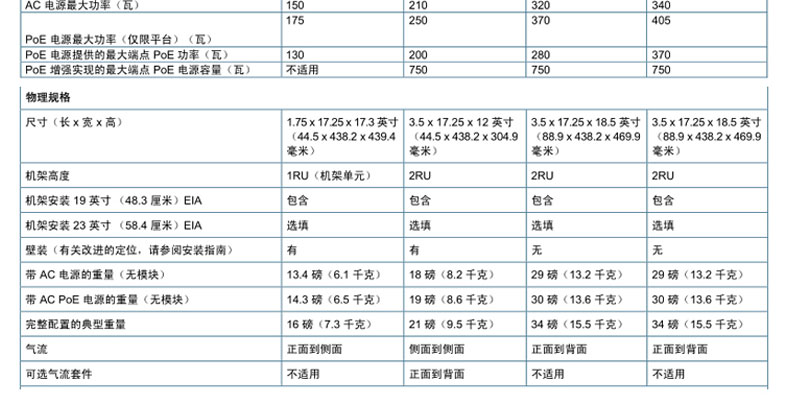 AC 电源最大功率（瓦） 150 210 320 340
175 250 370 405
PoE 电源最大功率（仅限平台）（瓦）
PoE 电源提供的最大端点 PoE 功率（瓦） 130 200 280 370
PoE 增强实现的最大端点 PoE 电源容量（瓦） 不适用 750 750 750
物理规格
尺寸（长 x 宽 x 高） 1.75 x 17.25 x 17.3 英寸 3.5 x 17.25 x 12 英寸 3.5 x 17.25 x 18.5 英寸 3.5 x 17.25 x 18.5 英寸
（44.5 x 438.2 x 439.4 （44.5 x 438.2 x 304.9 （88.9 x 438.2 x 469.9 （88.9 x 438.2 x 469.9
毫米） 毫米） 毫米） 毫米）
机架高度 1RU（机架单元） 2RU 2RU 2RU
机架安装 19 英寸 （48.3 厘米）EIA 包含 包含 包含 包含
机架安装 23 英寸 （58.4 厘米）EIA 选填 选填 选填 选填
壁装（有关改进的定位，请参阅安装指南） 有 有 无 无
带 AC 电源的重量（无模块） 13.4 磅（6.1 千克） 18 磅（8.2 千克） 29 磅（13.2 千克） 29 磅（13.2 千克）
带 AC PoE 电源的重量（无模块） 14.3 磅（6.5 千克） 19 磅（8.6 千克） 30 磅（13.6 千克） 30 磅（13.6 千克）
完整配置的典型重量 16 磅（7.3 千克） 21 磅（9.5 千克） 34 磅（15.5 千克） 34 磅（15.5 千克）
气流 正面到侧面 侧面到侧面 正面到背面 正面到背面
可选气流套件 不适用 正面到背面 不适用 不适用